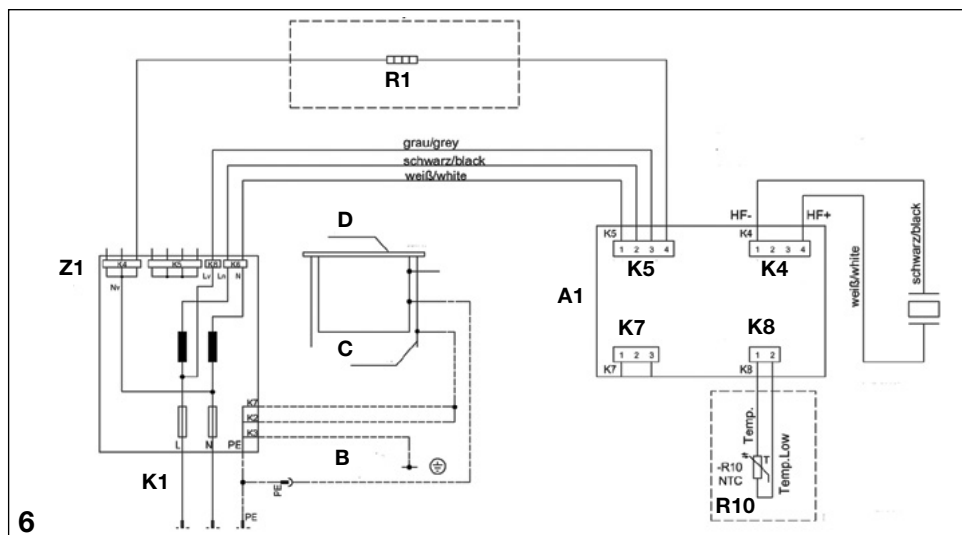 R1
grau/grey
schwarz/black
weiß/white
D
HF-
HF+
K5
K4
1 2 3 4
1 2 3 4
K5
K4
Z1
K4
K5
K8
K6
Nv
Lv
Ln
N
A1
weiß/white
schwarz/black
C
K7
K8
1 2 3
1 2
K7
K8
K7
K2
K3
L
N
PE
B
Temp.
Temp.Low
T
-R10
NTC
R10
K1
PE
PE
6